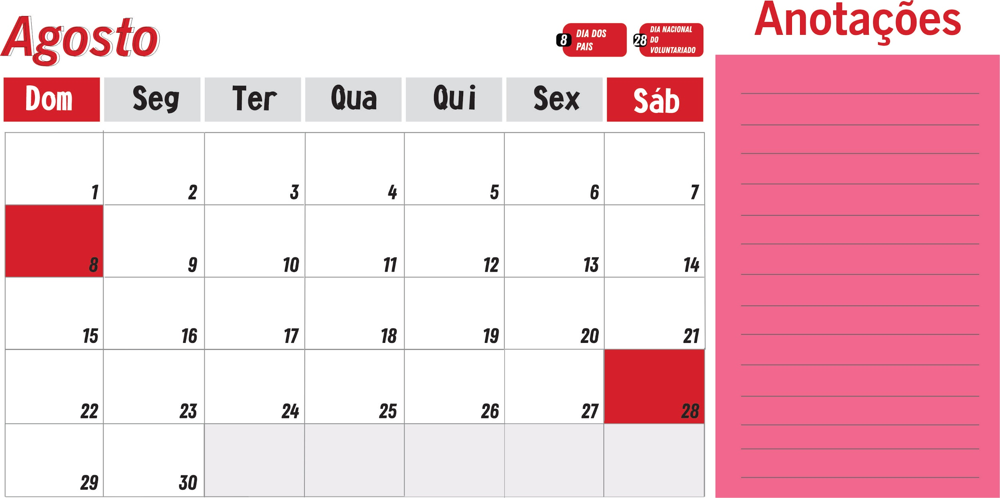 Agosto
8 DIA DOS
PAIS
28 DIA NACIONAL
DO
VOLUNTARIADO
Anotações
Dom Seg Ter Qua Qui Sex Sáb
1 2 3 4 5 6 7
8 9 10 11 12 13 14
15 16 17 18 19 20 21
22 23 24 25 26 27 28
29 30